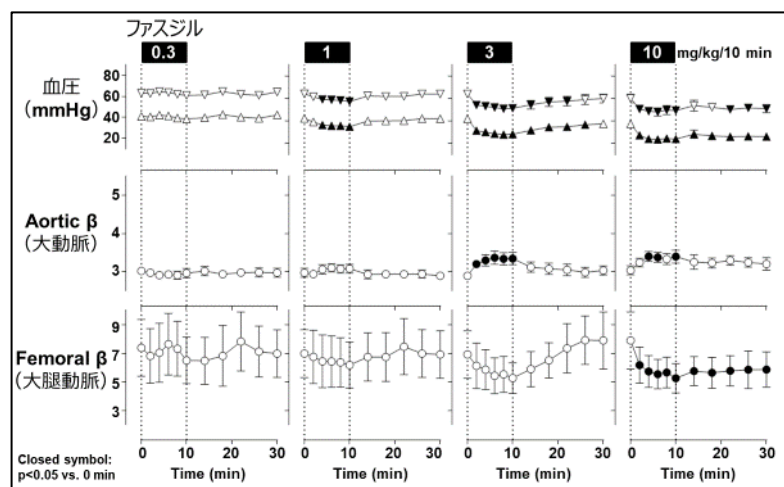 ファスジル
0.3 1 3 10 mg/kg/10 min
血圧
(mmHg)
80
60
40
20
Aortic β
(大動脈)
5
4
3
Femoral β
(大腿動脈)
9
7
5
3
0 10 20 30 0 10 20 30 0 10 20 30 0 10 20 30
Time (min) Time (min) Time (min) Time (min)
Closed symbol:
p<0.05 vs. 0 min